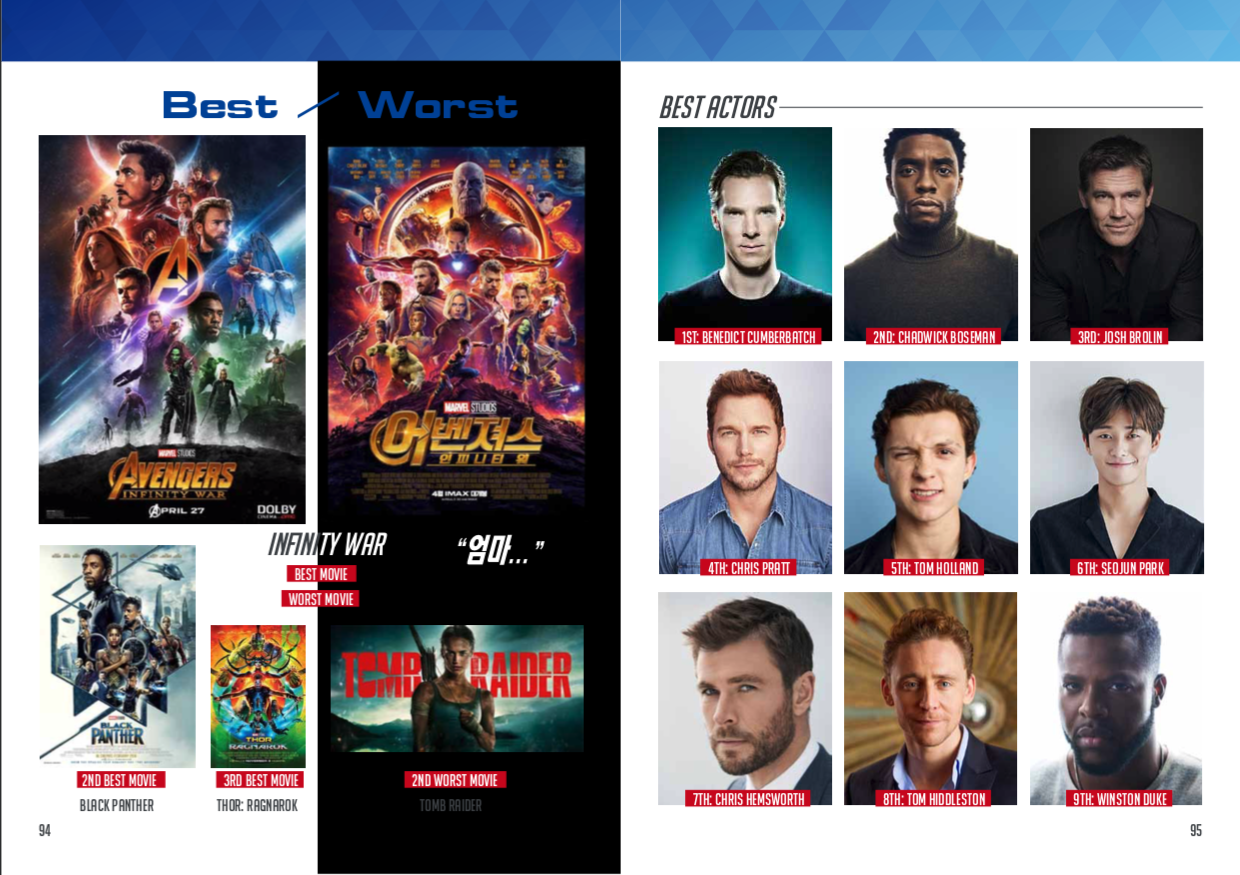 Best / Worst
MARVEL STUDIOS
AVENGERS
INFINITY WAR
APRIL 27
DOLBY
CINEMA
MARVEL STUDIOS
어벤져스
인피니티 워
4월 IMAX 대개봉
INFINITY WAR
"엄마..."
BEST MOVIE
WORST MOVIE
BLACK
PANTHER
THOR
RAGNAROK
TOMB RAIDER
2ND BEST MOVIE
3RD BEST MOVIE
2ND WORST MOVIE
BLACK PANTHER
THOR: RAGNAROK
TOMB RAIDER
94
BEST ACTORS
1ST: BENEDICT CUMBERBATCH
2ND: CHADWICK BOSEMAN
3RD: JOSH BROLIN
4TH: CHRIS PRATT
5TH: TOM HOLLAND
6TH: SEOJUN PARK
7TH: CHRIS HEMSWORTH
8TH: TOM HIDDLESTON
9TH: WINSTON DUKE
95